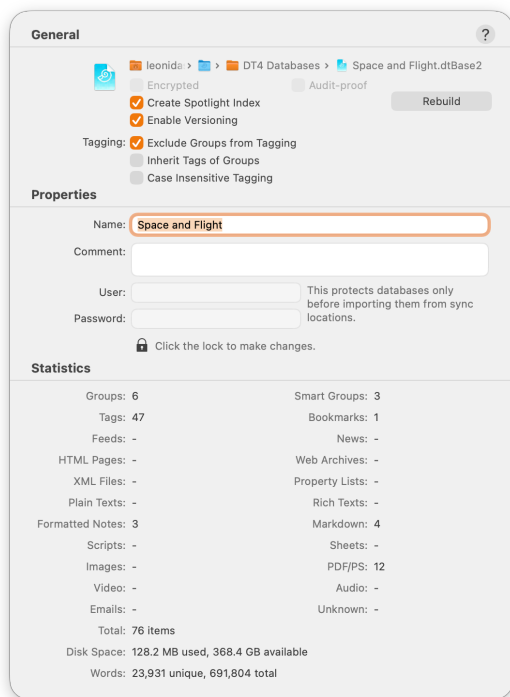 General
?
leonida > > DT4 Databases > Space and Flight.dtBase2
Encrypted Audit-proof
Create Spotlight Index Rebuild
Enable Versioning
Tagging: Exclude Groups from Tagging
Inherit Tags of Groups
Case Insensitive Tagging
Properties
Name: Space and Flight
Comment:
User: This protects databases only
before importing them from sync
Password: locations.
Click the lock to make changes.
Statistics
Groups: 6 Smart Groups: 3
Tags: 47 Bookmarks: 1
Feeds: - News: -
HTML Pages: - Web Archives: -
XML Files: - Property Lists: -
Plain Texts: - Rich Texts: -
Formatted Notes: 3 Markdown: 4
Scripts: - Sheets: -
Images: - PDF/PS: 12
Video: - Audio: -
Emails: - Unknown: -
Total: 76 items
Disk Space: 128.2 MB used, 368.4 GB available
Words: 23,931 unique, 691,804 total